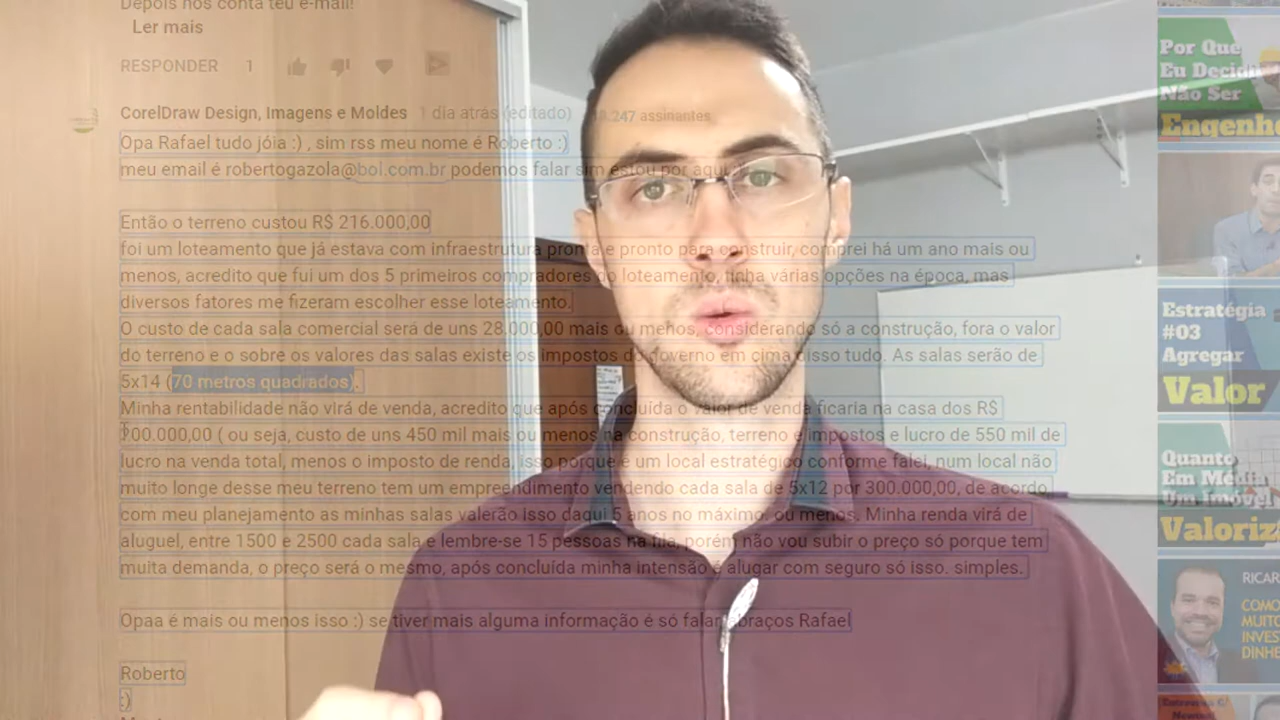 Depois nos conta teu e-mail!
Ler mais
RESPONDER 1
CorelDraw Design, Imagens e Moldes 1 dia atrás (editado) 13.247 assinantes
Opa Rafael tudo jóia :) , sim rss meu nome é Roberto :)
meu email é robertogazola@bol.com.br podemos falar sim estou por aqui
Então o terreno custou R$ 216.000,00
foi um loteamento que já estava com infraestrutura pronta e pronto para construir, comprei há um ano mais ou
menos, acredito que fui um dos 5 primeiros compradores do loteamento, tinha várias opções na época, mas
diversos fatores me fizeram escolher esse loteamento.
O custo de cada sala comercial será de uns 28.000,00 mais ou menos, considerando só a construção, fora o valor
do terreno e o sobre os valores das salas existe os impostos do governo em cima disso tudo. As salas serão de
5x14 (70 metros quadrados).
Minha rentabilidade não virá de venda, acredito que após concluída o valor de venda ficaria na casa dos R$
100.000,00 ( ou seja, custo de uns 450 mil mais ou menos na construção, terreno e impostos e lucro de 550 mil de
lucro na venda total, menos o imposto de renda, isso porque é um local estratégico conforme falei, num local não
muito longe desse meu terreno tem um empreendimento vendendo cada sala de 5x12 por 300.000,00, de acordo
com meu planejamento as minhas salas valerão isso daqui 5 anos no máximo, ou menos. Minha renda virá de
aluguel, entre 1500 e 2500 cada sala e lembre-se 15 pessoas na fila, porém não vou subir o preço só porque tem
muita demanda, o preço será o mesmo, após concluída minha intensão é alugar com seguro só isso. simples.
Opaa é mais ou menos isso :) se tiver mais alguma informação é só falar abraços Rafael
Roberto
:)
Por Que
Eu Decidi
Não Ser
Engenho
Estratégia
#03
Agregar
Valor
Quanto
Em Média
Um Imóvel
Valoriz
RICAR
COMO
MUITO
INVES
DINHE
Entrevista C/